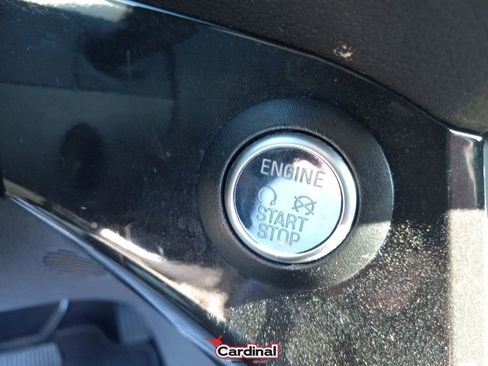 ENGINE
START
STOP
Cardinal